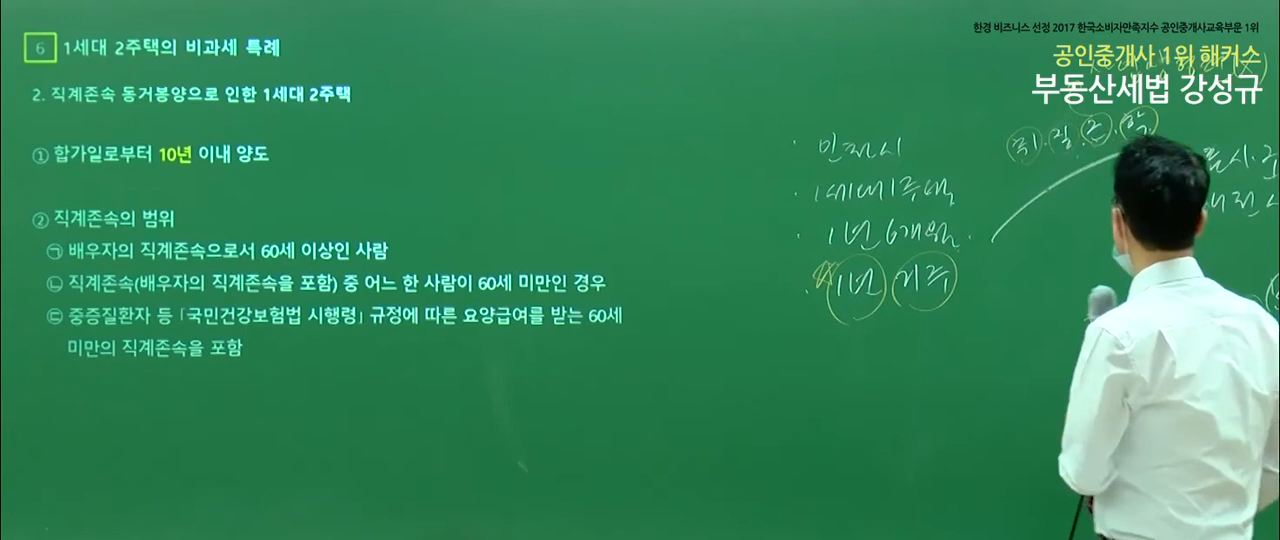 한경 비즈니스 선정 2017 한국소비자만족지수 공인중개사교육부문 1위
공인중개사 1위 해커스
부동산세법 강성규
6 1세대 2주택의 비과세 특례
2. 직계존속 동거봉양으로 인한 1세대 2주택
① 합가일로부터 10년 이내 양도
② 직계존속의 범위
㉠ 배우자의 직계존속으로서 60세 이상인 사람
㉡ 직계존속(배우자의 직계존속을 포함) 중 어느 한 사람이 60세 미만인 경우
㉢ 중증질환자 등 「국민건강보험법 시행령」 규정에 따른 요양급여를 받는 60세
미만의 직계존속을 포함
· 1세대 1주택
· 1년 6개월.
· 1년 거주
취.질.근.학